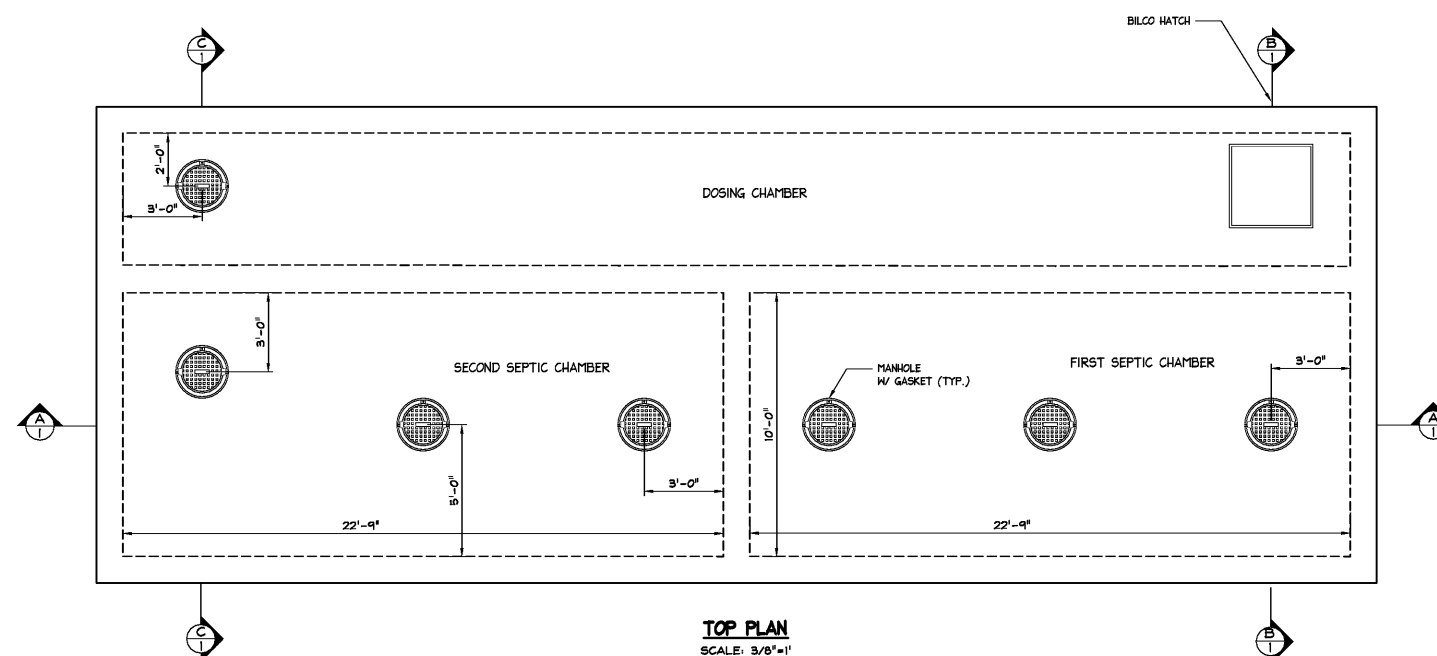 BILCO HATCH
C
1
B
1
2'-0"
3'-0"
DOSING CHAMBER
3'-0"
SECOND SEPTIC CHAMBER
MANHOLE
W/ GASKET (TYP.)
FIRST SEPTIC CHAMBER
3'-0"
A
1
A
1
10'-0"
5'-0"
3'-0"
22'-9"
22'-9"
C
1
B
1
TOP PLAN
SCALE: 3/8"=1'